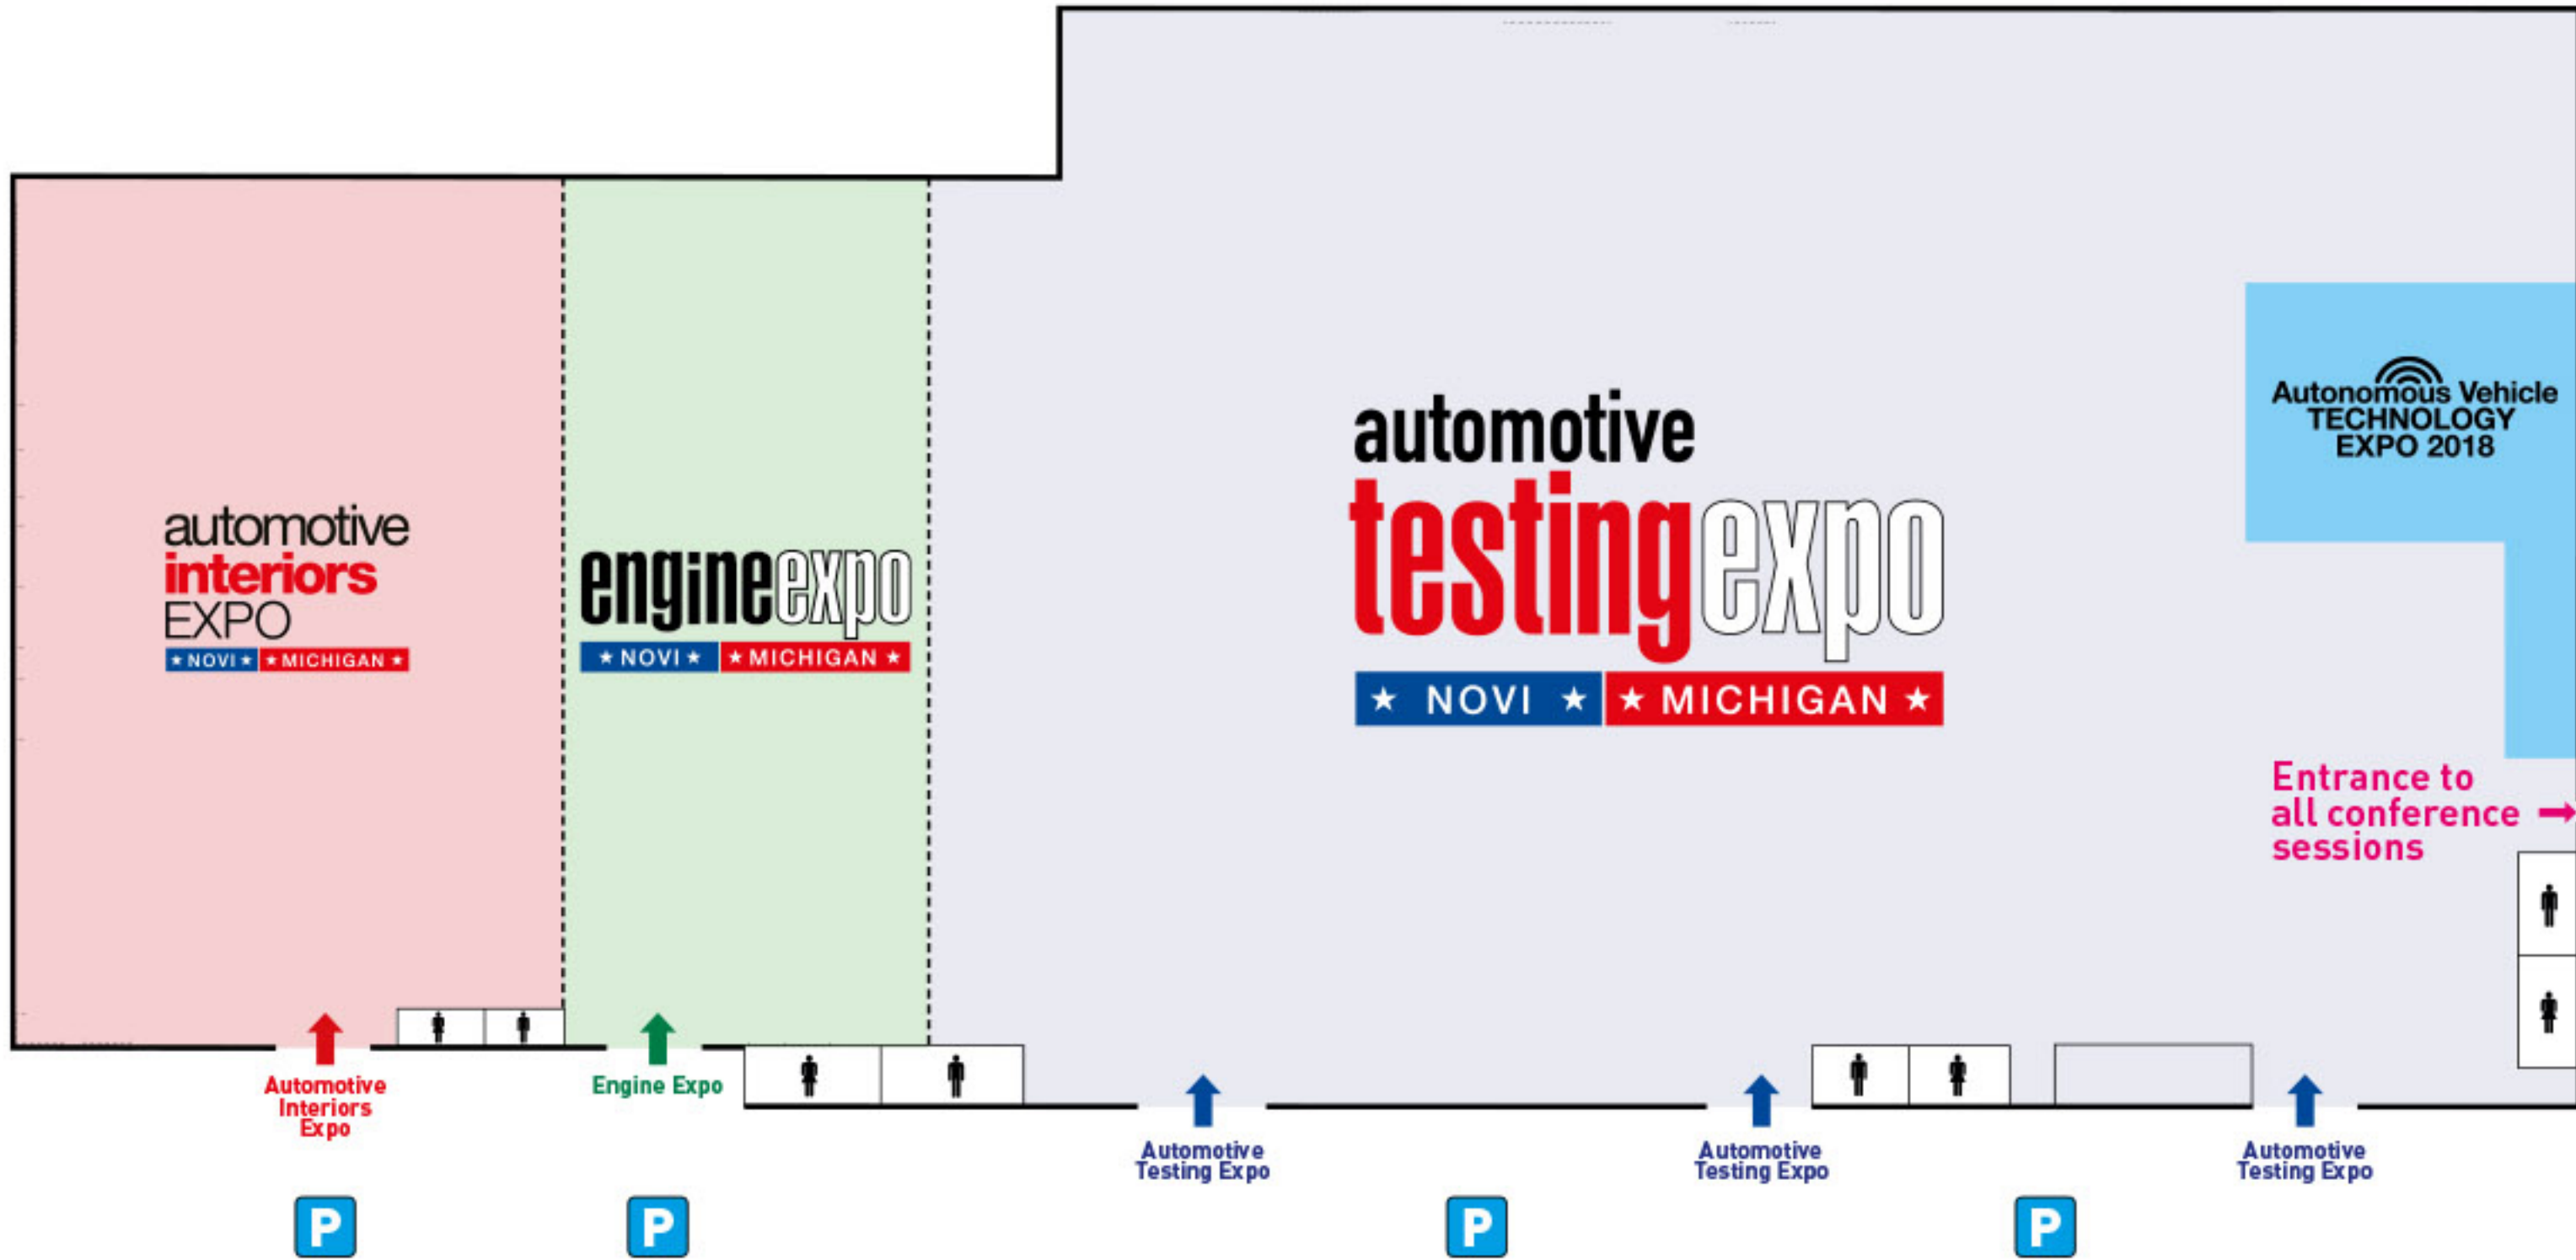 automotive
interiors
EXPO
★ NOVI ★ ★ MICHIGAN ★
engineexpo
★ NOVI ★ ★ MICHIGAN ★
automotive
testingexpo
★ NOVI ★ ★ MICHIGAN ★
Autonomous Vehicle
TECHNOLOGY
EXPO 2018
Entrance to
all conference
sessions
Automotive
Interiors
Expo
Engine Expo
Automotive
Testing Expo
Automotive
Testing Expo
Automotive
Testing Expo
P
P
P
P